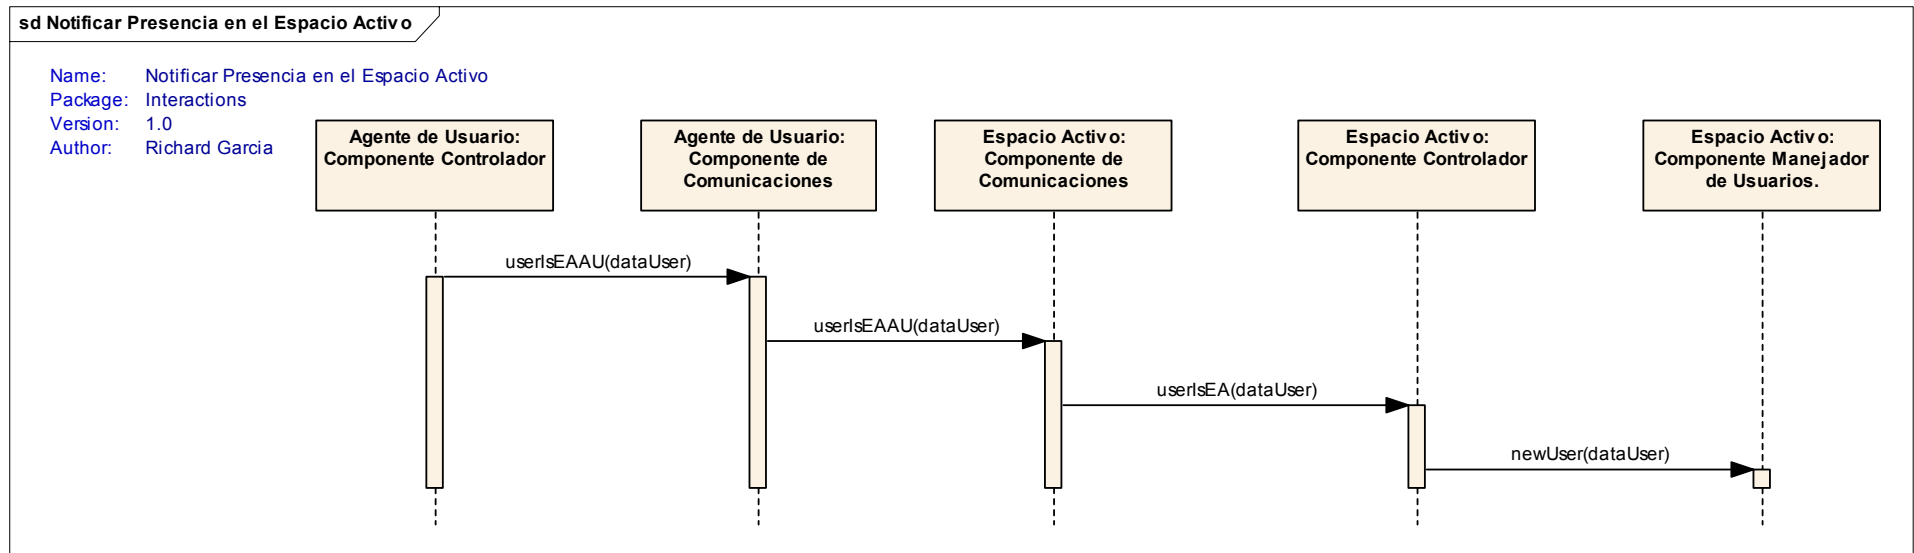 sd Notificar Presencia en el Espacio Activo
Name: Notificar Presencia en el Espacio Activo
Package: Interactions
Version: 1.0
Author: Richard Garcia
Agente de Usuario:
Componente Controlador
Agente de Usuario:
Componente de
Comunicaciones
Espacio Activo:
Componente de
Comunicaciones
Espacio Activo:
Componente Controlador
Espacio Activo:
Componente Manejador
de Usuarios.
userIsEAAU(dataUser)
userIsEAAU(dataUser)
userIsEA(dataUser)
newUser(dataUser)